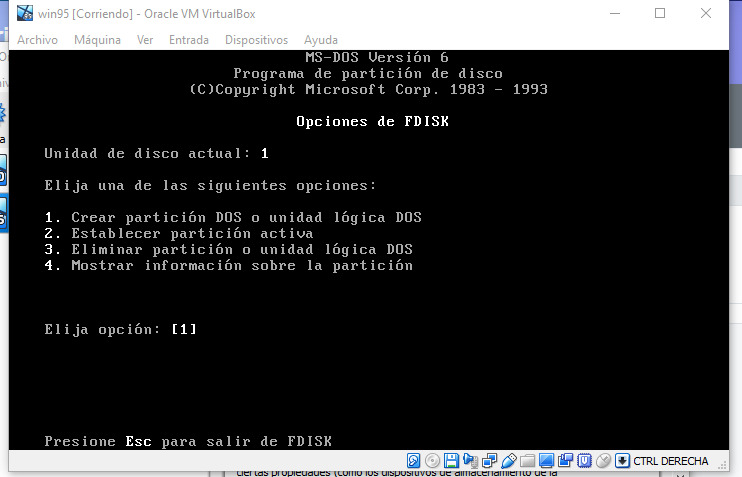 win95 [Corriendo] - Oracle VM VirtualBox
Archivo Máquina Ver Entrada Dispositivos Ayuda
MS-DOS Versión 6
Programa de partición de disco
(C)Copyright Microsoft Corp. 1983 - 1993
Opciones de FDISK
Unidad de disco actual: 1
Elija una de las siguientes opciones:
1. Crear partición DOS o unidad lógica DOS
2. Establecer partición activa
3. Eliminar partición o unidad lógica DOS
4. Mostrar información sobre la partición
Elija opción: [1]
Presione Esc para salir de FDISK
CTRL DERECHA
ciertas propiedades (como los dispositivos de almacenamiento de la